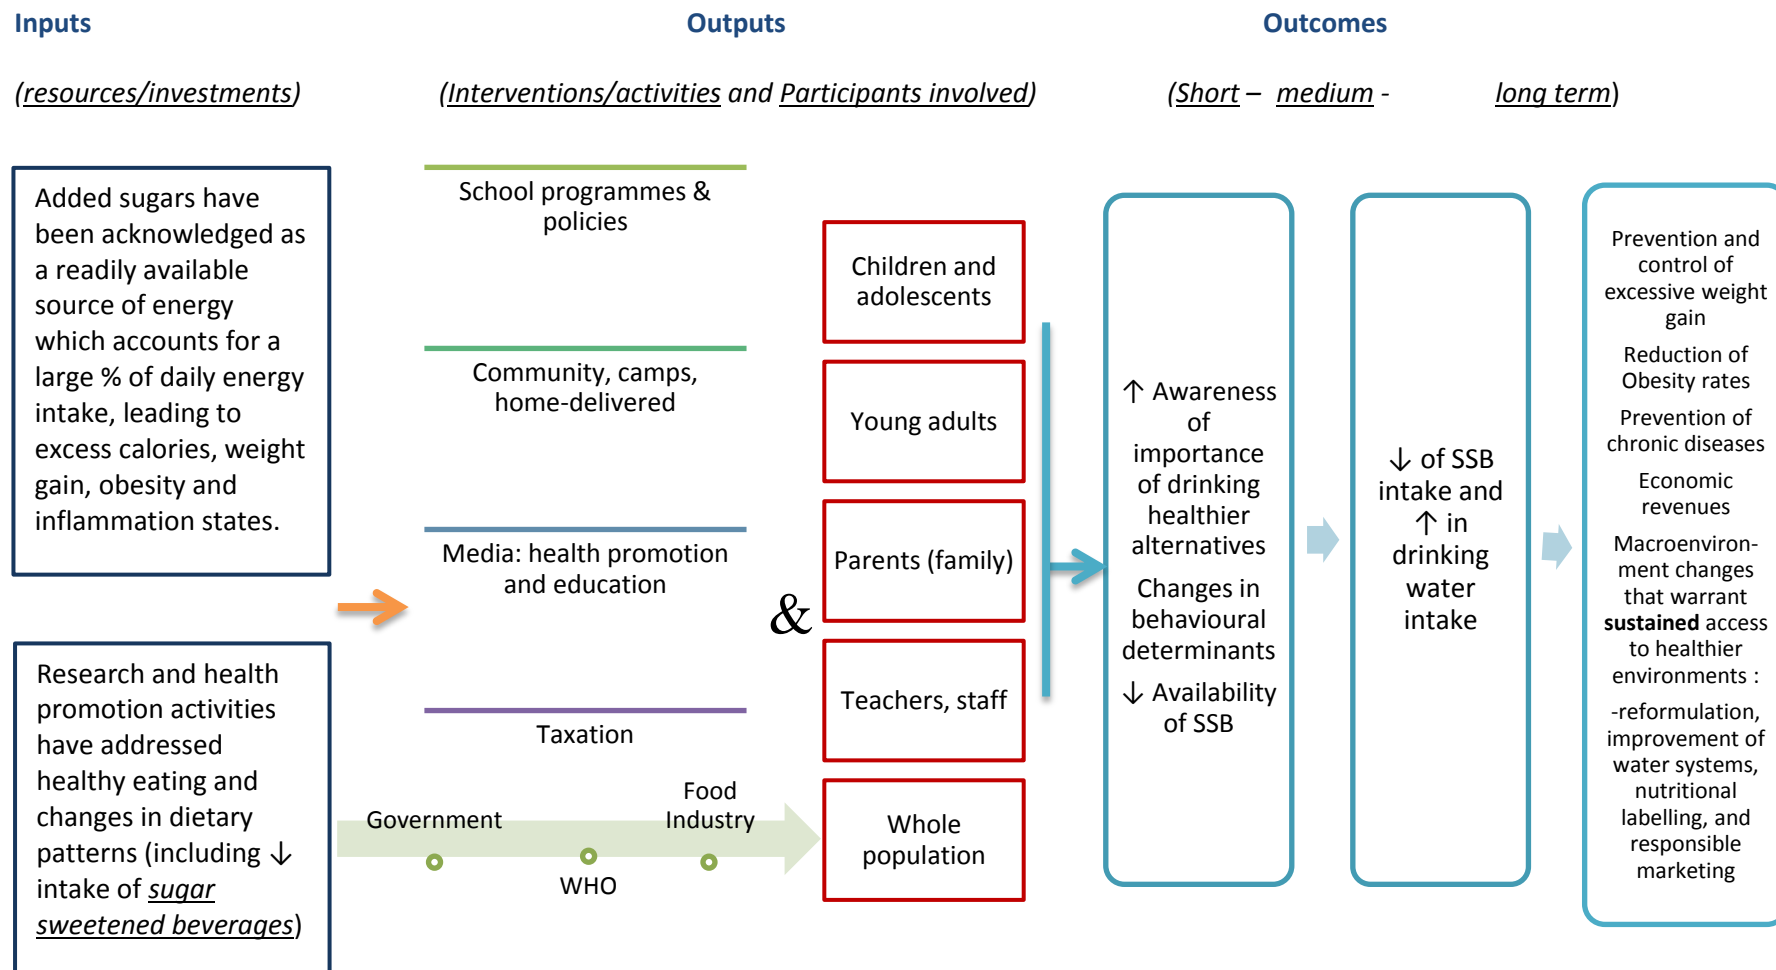 Inputs
Outputs
Outcomes
(resources/investments)
(Interventions/activities and Participants involved)
(Short – medium - long term)
Added sugars have
been acknowledged as
a readily available
source of energy
which accounts for a
large % of daily energy
intake, leading to
excess calories, weight
gain, obesity and
inflammation states.
Research and health
promotion activities
have addressed
healthy eating and
changes in dietary
patterns (including ↓
intake of sugar
sweetened beverages)
School programmes &
policies
Community, camps,
home-delivered
Media: health promotion
and education
Taxation
Government
WHO
Food
Industry
&
Children and
adolescents
Young adults
Parents (family)
Teachers, staff
Whole
population
↑ Awareness
of
importance
of drinking
healthier
alternatives
Changes in
behavioural
determinants
↓ Availability
of SSB
↓ of SSB
intake and
↑ in
drinking
water
intake
Prevention and
control of
excessive weight
gain
Reduction of
Obesity rates
Prevention of
chronic diseases
Economic
revenues
Macroenviron-
ment changes
that warrant
sustained access
to healthier
environments :
-reformulation,
improvement of
water systems,
nutritional
labelling, and
responsible
marketing